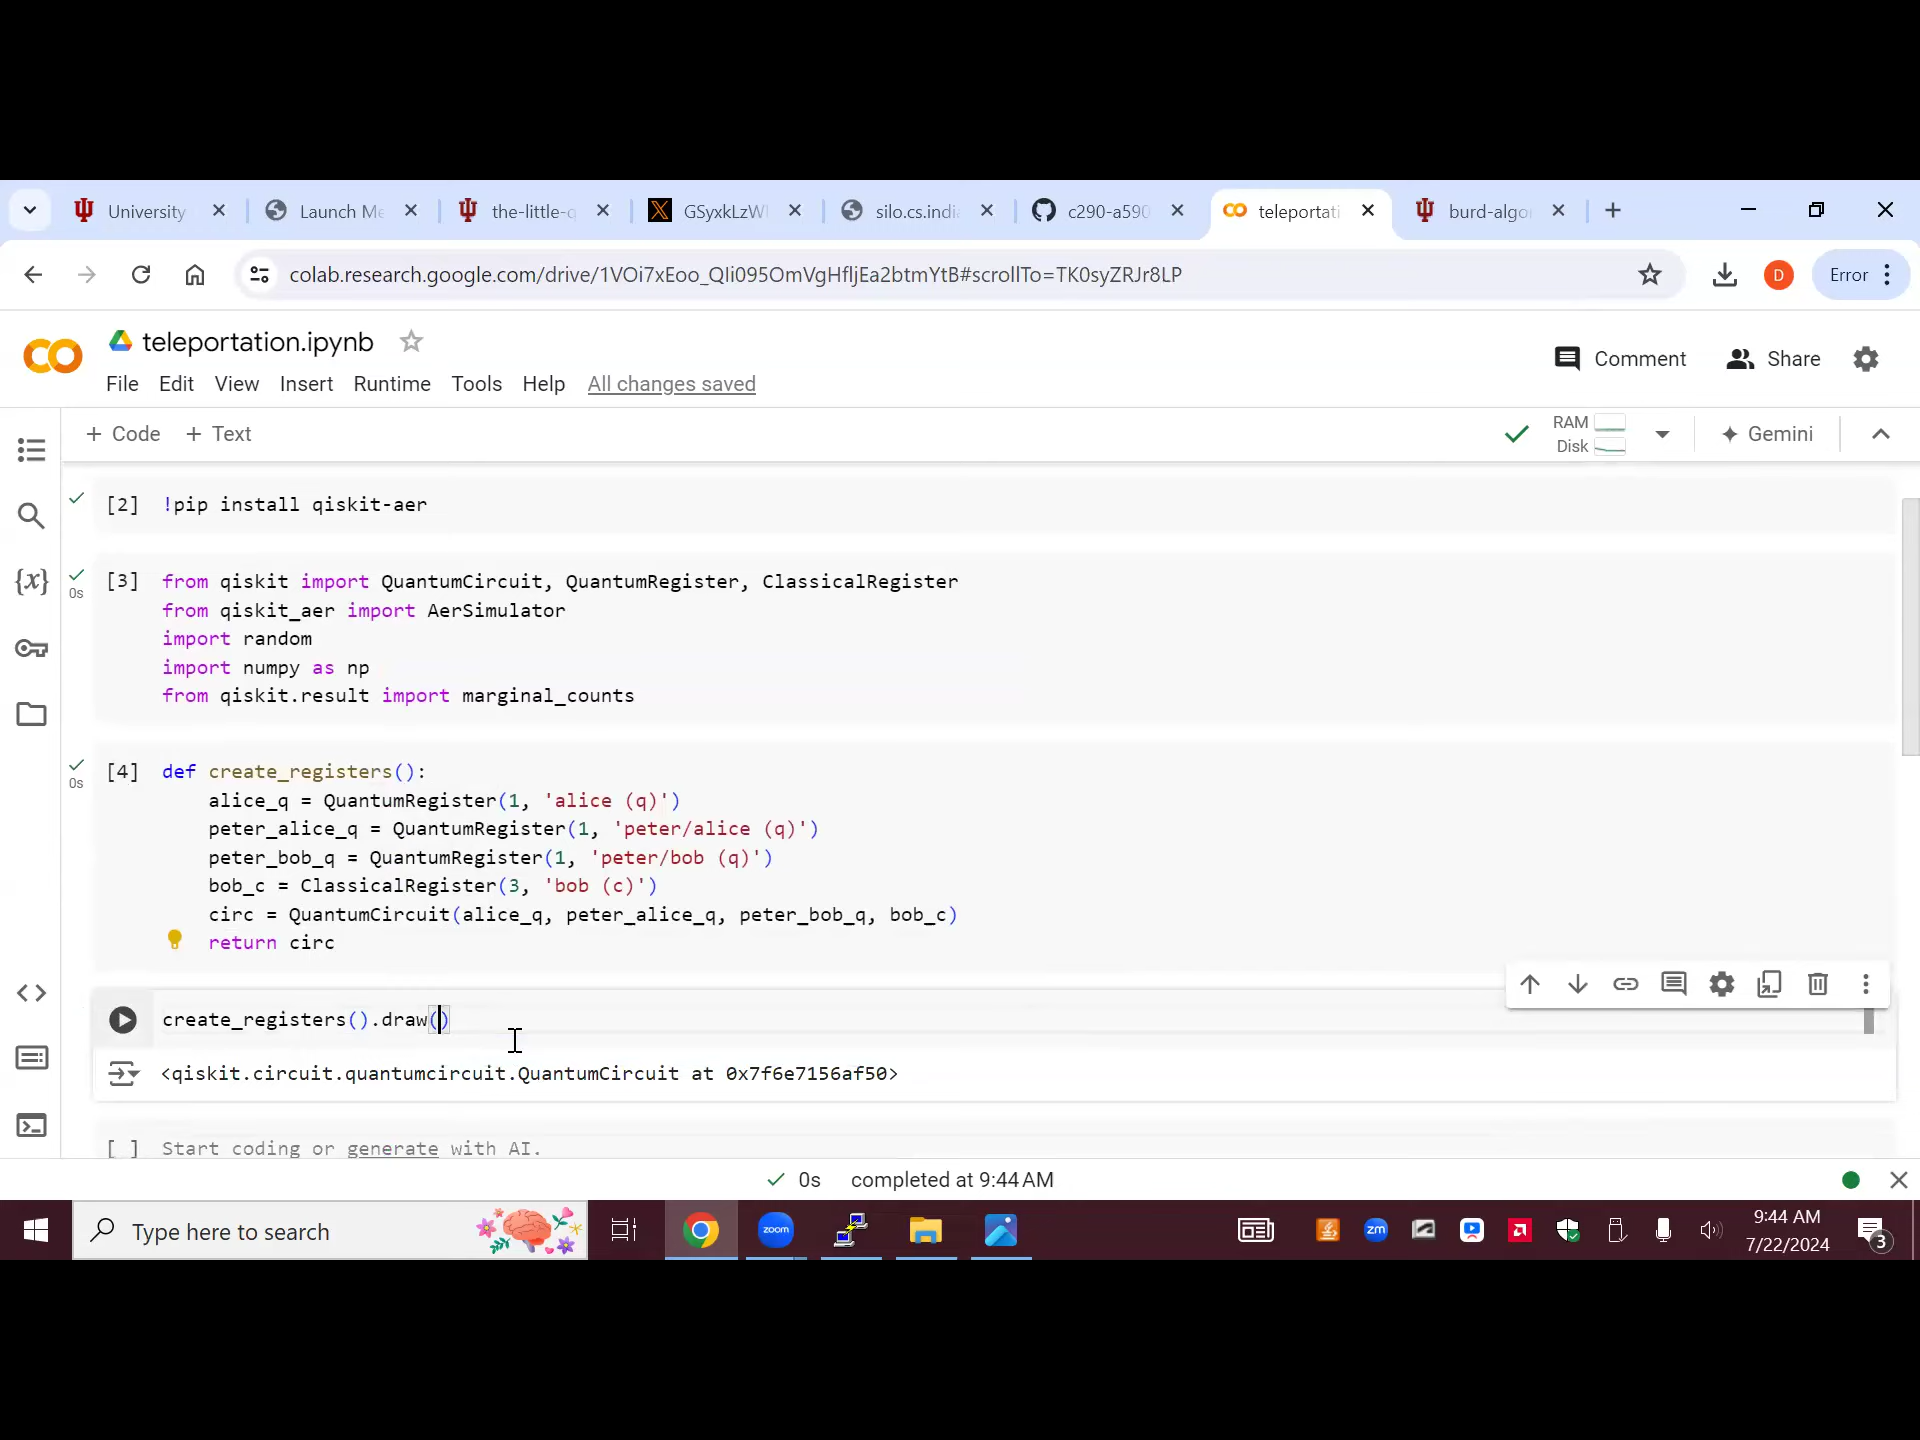 University
Launch Me
the-little-q
GSyxkLzW
silo.cs.indi
c290-a590
teleportati
burd-algo
colab.research.google.com/drive/1VOi7xEoo_Qli095OmVgHfljEa2btmYtB#scrollTo=TK0syZRJr8LP
D
Error
teleportation.ipynb
Comment
Share
File Edit View Insert Runtime Tools Help All changes saved
+ Code + Text
RAM
Disk
Gemini
[2] !pip install qiskit-aer
[3] from qiskit import QuantumCircuit, QuantumRegister, ClassicalRegister
0s
from qiskit_aer import AerSimulator
import random
import numpy as np
from qiskit.result import marginal_counts
{x}
[4] def create_registers():
0s
alice_q = QuantumRegister(1, 'alice (q)')
peter_alice_q = QuantumRegister(1, 'peter/alice (q)')
peter_bob_q = QuantumRegister(1, 'peter/bob (q)')
bob_c = ClassicalRegister(3, 'bob (c)')
circ = QuantumCircuit(alice_q, peter_alice_q, peter_bob_q, bob_c)
return circ
create_registers().draw()
<qiskit.circuit.quantumcircuit.QuantumCircuit at 0x7f6e7156af50>
[ ] Start coding or generate with AI.
0s completed at 9:44 AM
Type here to search
zoom
zm
9:44 AM
7/22/2024
3